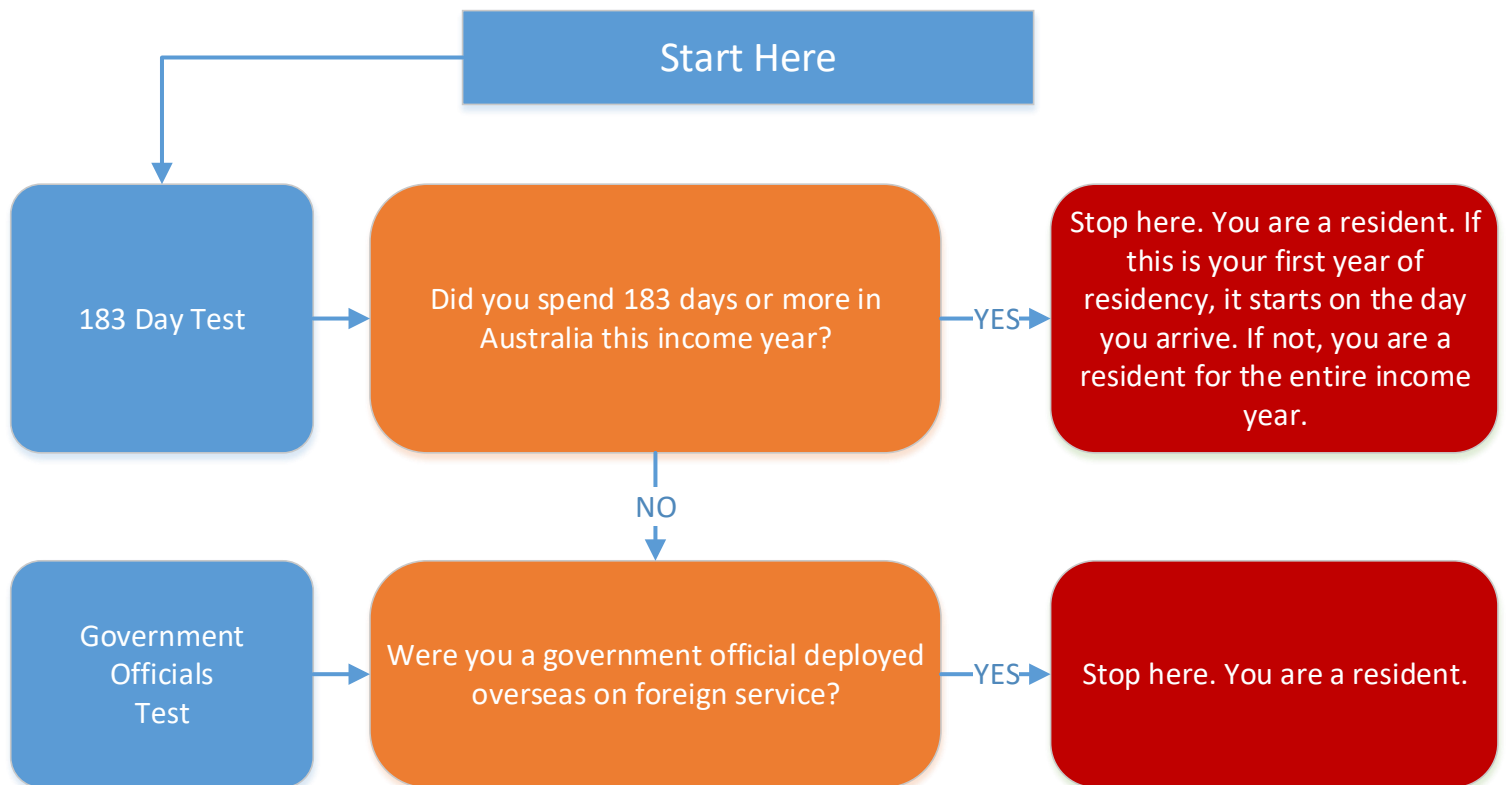 Start Here
183 Day Test
Did you spend 183 days or more in
Australia this income year?
YES
Stop here. You are a resident. If
this is your first year of
residency, it starts on the day
you arrive. If not, you are a
resident for the entire income
year.
NO
Government
Officials
Test
Were you a government official deployed
overseas on foreign service?
YES
Stop here. You are a resident.